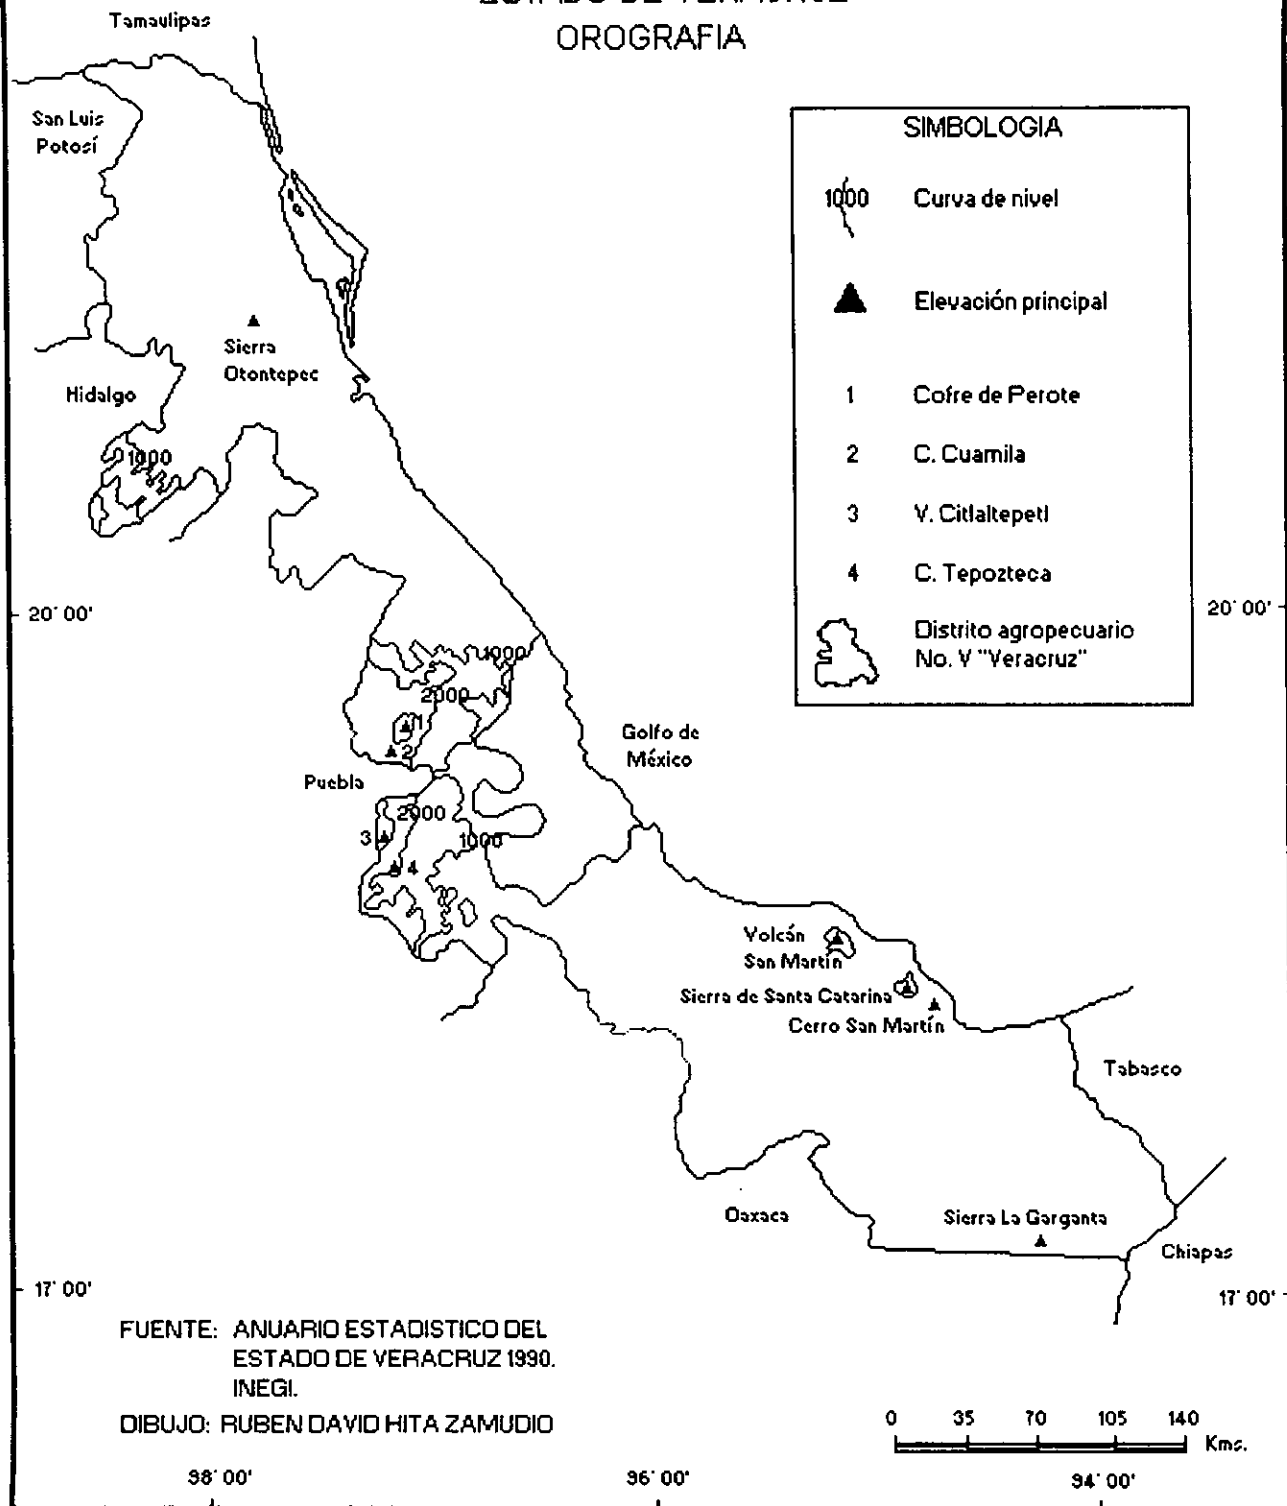 OROGRAFIA
Tamaulipas
San Luis
Potosí
SIMBOLOGIA
1000 Curva de nivel
Elevación principal
1 Cofre de Perote
2 C. Cuamila
3 V. Citlaltepetl
4 C. Tepozteca
Distrito agropecuario
No. V "Veracruz"
Sierra
Otontepec
Hidalgo
1000
20° 00'
20° 00'
1000
2000
1
2
Golfo de
México
Puebla
2000
3
1000
4
Volcán
San Martín
Sierra de Santa Catarina
Cerro San Martín
Tabasco
Oaxaca
Sierra La Garganta
Chiapas
17° 00'
17° 00'
FUENTE: ANUARIO ESTADISTICO DEL
ESTADO DE VERACRUZ 1990.
INEGI.
DIBUJO: RUBEN DAVID HITA ZAMUDIO
0 35 70 105 140
Kms.
98° 00'
96° 00'
94° 00'